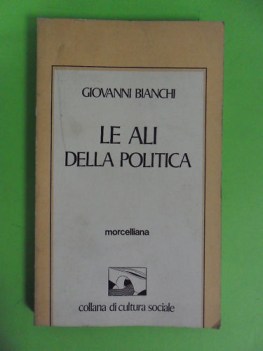 GIOVANNI BIANCHI
LE ALI
DELLA POLITICA
morcelliana
collana di cultura sociale